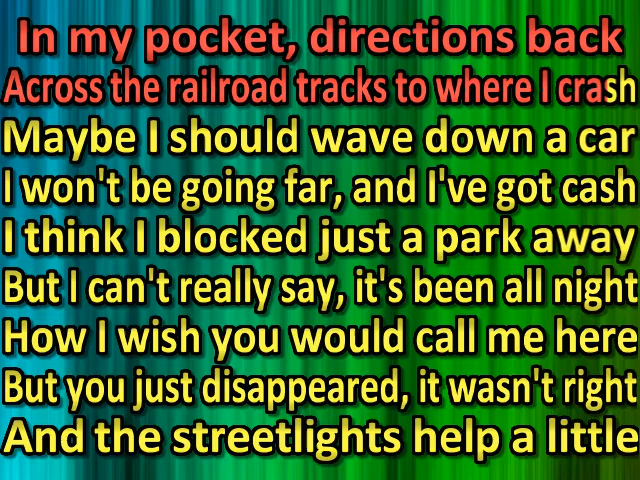 In my pocket, directions back
Across the railroad tracks to where I crash
Maybe I should wave down a car
I won't be going far, and I've got cash
I think I blocked just a park away
But I can't really say, it's been all night
How I wish you would call me here
But you just disappeared, it wasn't right
And the streetlights help a little